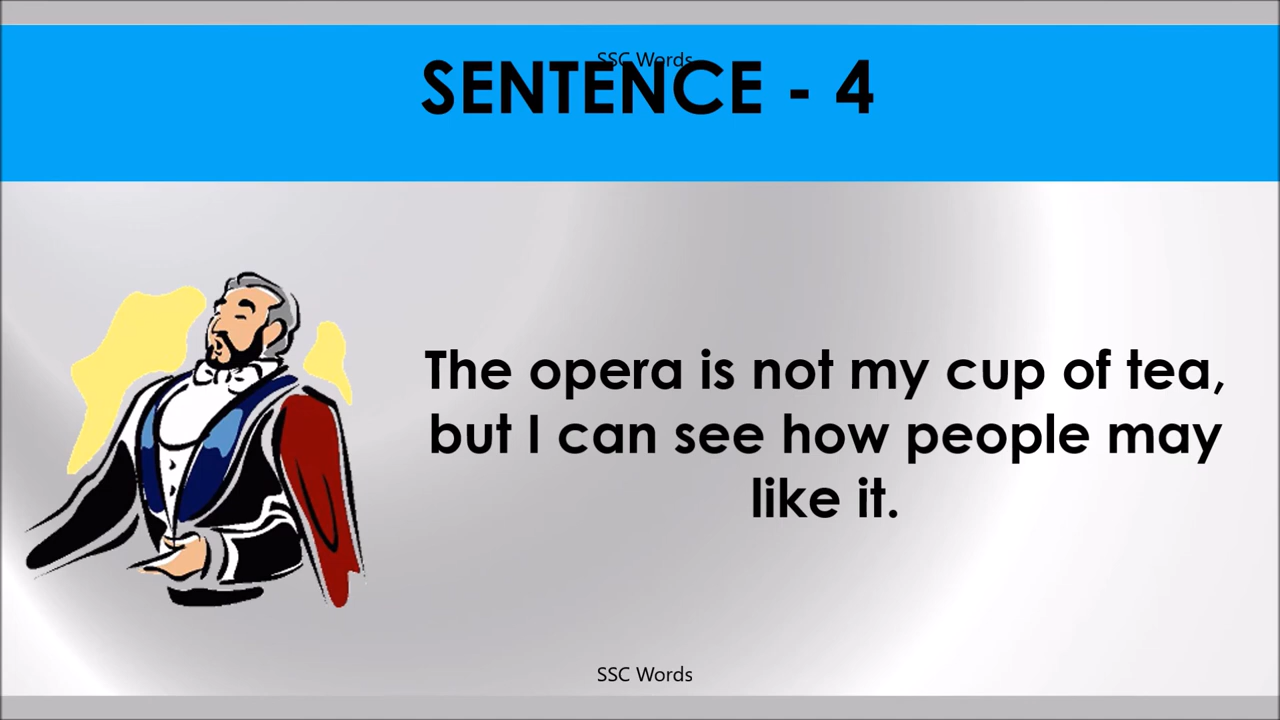 SSC Words
SENTENCE - 4
The opera is not my cup of tea,
but I can see how people may
like it.
SSC Words